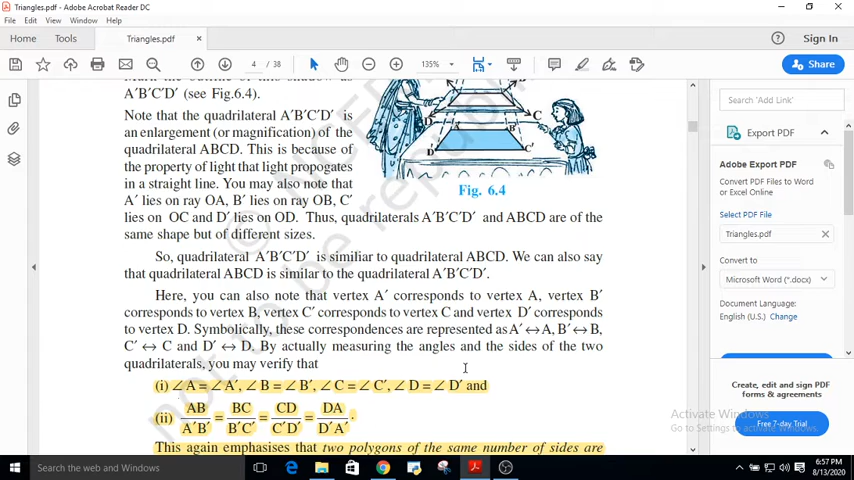 Triangles.pdf - Adobe Acrobat Reader DC
File Edit View Window Help
Home Tools Triangles.pdf × Sign In
4 / 38 135% Share
Mark the outline of this shadow as
A′B′C′D′ (see Fig.6.4).
Note that the quadrilateral A′B′C′D′ is
an enlargement (or magnification) of the
quadrilateral ABCD. This is because of
the property of light that light propogates
in a straight line. You may also note that
A′ lies on ray OA, B′ lies on ray OB, C′
lies on OC and D′ lies on OD. Thus, quadrilaterals A′B′C′D′ and ABCD are of the
same shape but of different sizes.
D C
A′ B′
D′ C′
Fig. 6.4
So, quadrilateral A′B′C′D′ is similiar to quadrilateral ABCD. We can also say
that quadrilateral ABCD is similar to the quadrilateral A′B′C′D′.
Here, you can also note that vertex A′ corresponds to vertex A, vertex B′
corresponds to vertex B, vertex C′ corresponds to vertex C and vertex D′ corresponds
to vertex D. Symbolically, these correspondences are represented as A′ ↔ A, B′ ↔ B,
C′ ↔ C and D′ ↔ D. By actually measuring the angles and the sides of the two
quadrilaterals, you may verify that
(i) ∠ A = ∠ A′, ∠ B = ∠ B′, ∠ C = ∠ C′, ∠ D = ∠ D′ and
(ii) AB/A′B′ = BC/B′C′ = CD/C′D′ = DA/D′A′.
This again emphasises that two polygons of the same number of sides are
not to be republished
Search 'Add Link'
Export PDF
Adobe Export PDF
Convert PDF Files to Word
or Excel Online
Select PDF File
Triangles.pdf ×
Convert to
Microsoft Word (*.docx)
Document Language:
English (U.S.) Change
Create, edit and sign PDF
forms & agreements
Free 7-day Trial
Activate Windows
Go to Settings to activate Windows.
Search the web and Windows
6:57 PM
8/13/2020